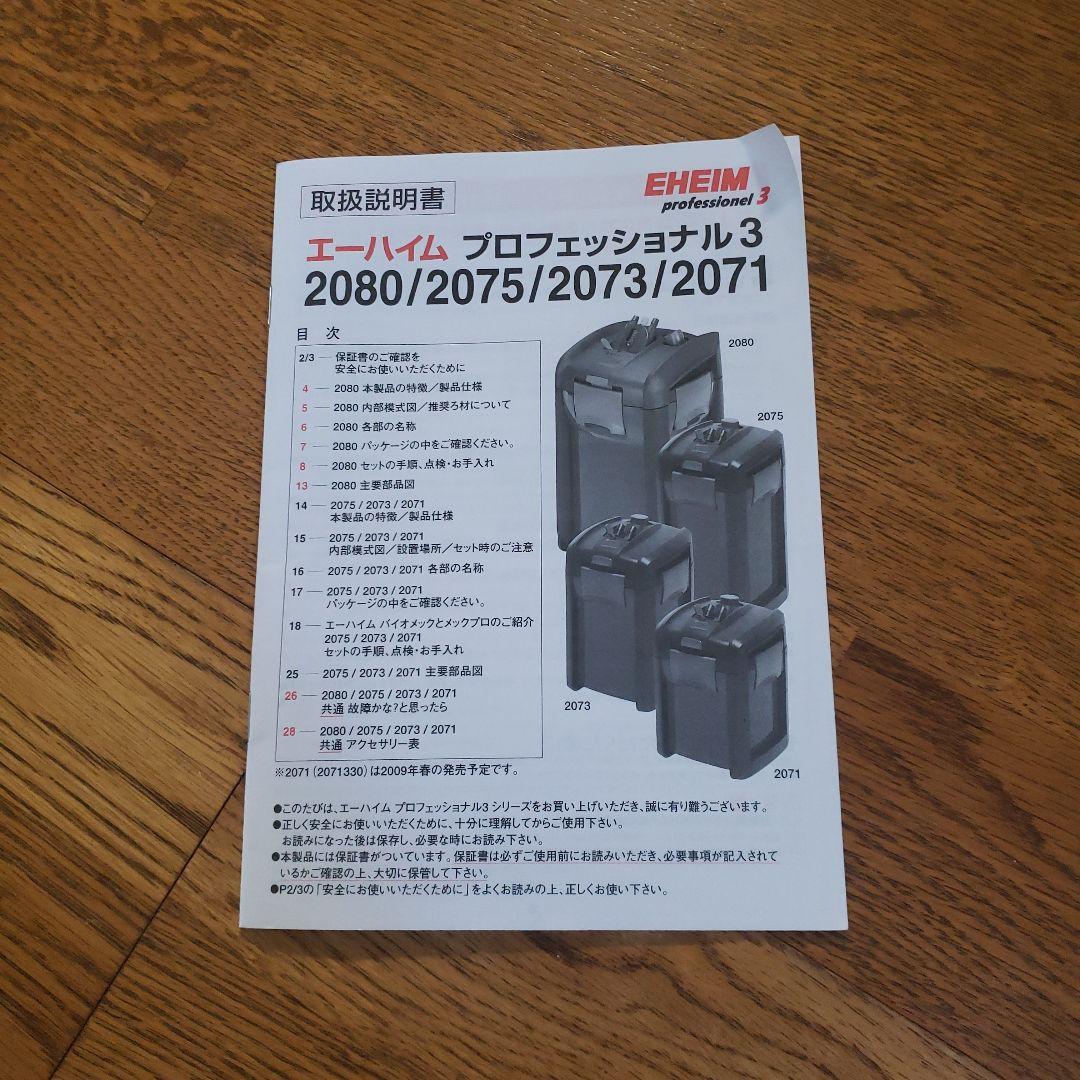 取扱説明書
EHEIM
professionel 3
エーハイム プロフェッショナル3
2080/2075/2073/2071
目 次
2/3 — 保証書のご確認を
安全にお使いいただくために
4 — 2080 本製品の特徴/製品仕様
5 — 2080 内部模式図/推奨ろ材について
6 — 2080 各部の名称
7 — 2080 パッケージの中をご確認ください。
8 — 2080 セットの手順、点検・お手入れ
13 — 2080 主要部品図
14 — 2075 / 2073 / 2071
本製品の特徴/製品仕様
15 — 2075 / 2073 / 2071
内部模式図/設置場所/セット時のご注意
16 — 2075 / 2073 / 2071 各部の名称
17 — 2075 / 2073 / 2071
パッケージの中をご確認ください。
18 — エーハイム バイオメックとメックプロのご紹介
2075 / 2073 / 2071
セットの手順、点検・お手入れ
25 — 2075 / 2073 / 2071 主要部品図
26 — 2080 / 2075 / 2073 / 2071
共通 故障かな?と思ったら
28 — 2080 / 2075 / 2073 / 2071
共通 アクセサリー表
2080
2075
2073
2071
※2071(2071330)は2009年春の発売予定です。
●このたびは、エーハイム プロフェッショナル3 シリーズをお買い上げいただき、誠に有り難うございます。
●正しく安全にお使いいただくために、十分に理解してからご使用下さい。
お読みになった後は保存し、必要な時にお読み下さい。
●本製品には保証書がついています。保証書は必ずご使用前にお読みいただき、必要事項が記入されて
いるかご確認の上、大切に保管して下さい。
●P2/3の「安全にお使いいただくために」をよくお読みの上、正しくお使い下さい。